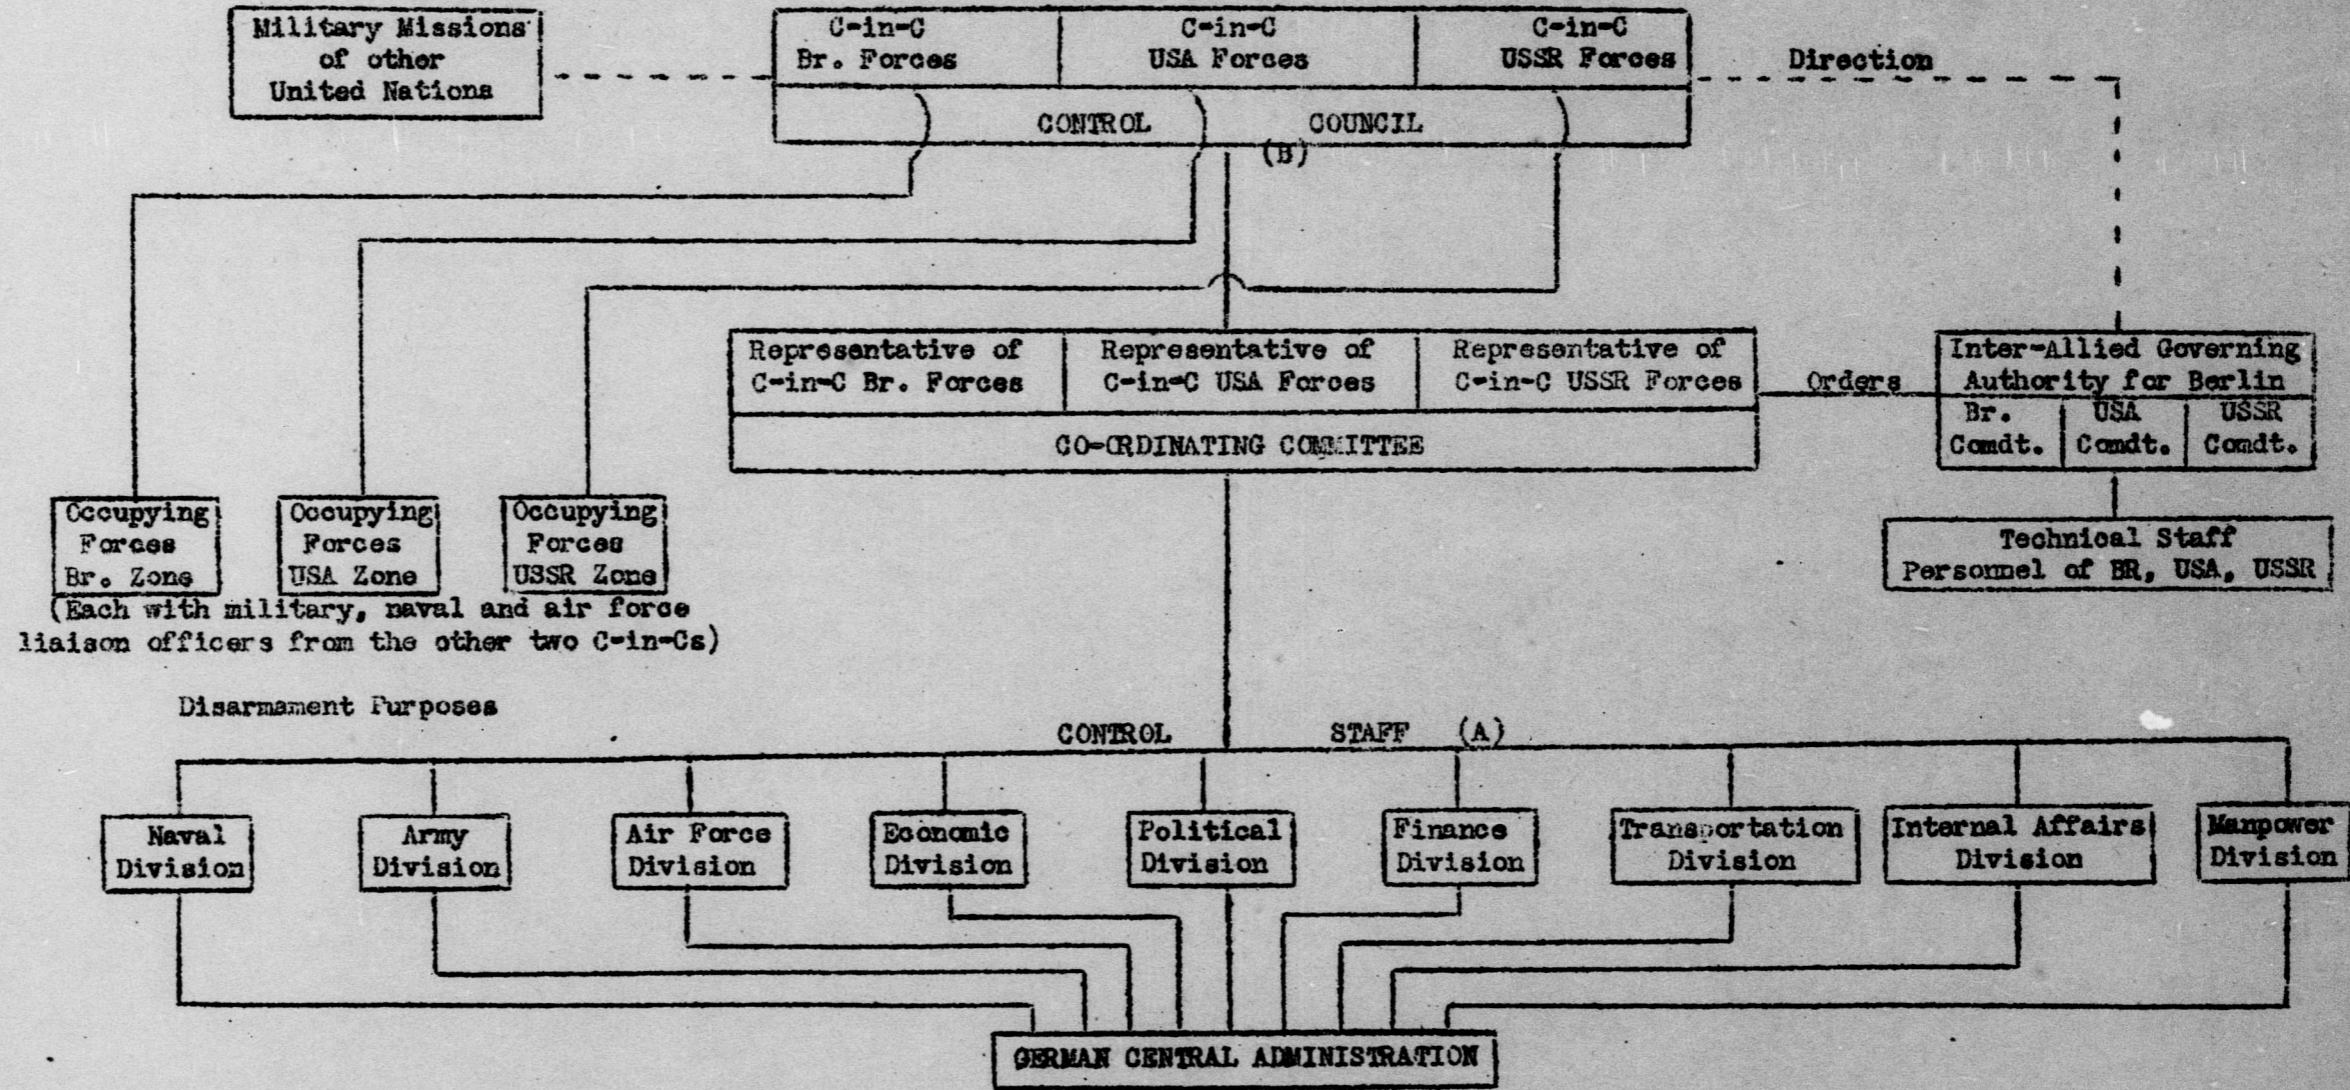 Military Missions
of other
United Nations
C-in-C
Br. Forces
C-in-C
USA Forces
C-in-C
USSR Forces
CONTROL COUNCIL
(B)
Direction
Representative of
C-in-C Br. Forces
Representative of
C-in-C USA Forces
Representative of
C-in-C USSR Forces
CO-ORDINATING COMMITTEE
Orders
Inter-Allied Governing
Authority for Berlin
Br.
Comdt.
USA
Comdt.
USSR
Comdt.
Technical Staff
Personnel of BR, USA, USSR
Occupying
Forces
Br. Zone
Occupying
Forces
USA Zone
Occupying
Forces
USSR Zone
(Each with military, naval and air force
liaison officers from the other two C-in-Cs)
Disarmament Purposes
CONTROL STAFF (A)
Naval
Division
Army
Division
Air Force
Division
Economic
Division
Political
Division
Finance
Division
Transportation
Division
Internal Affairs
Division
Manpower
Division
GERMAN CENTRAL ADMINISTRATION